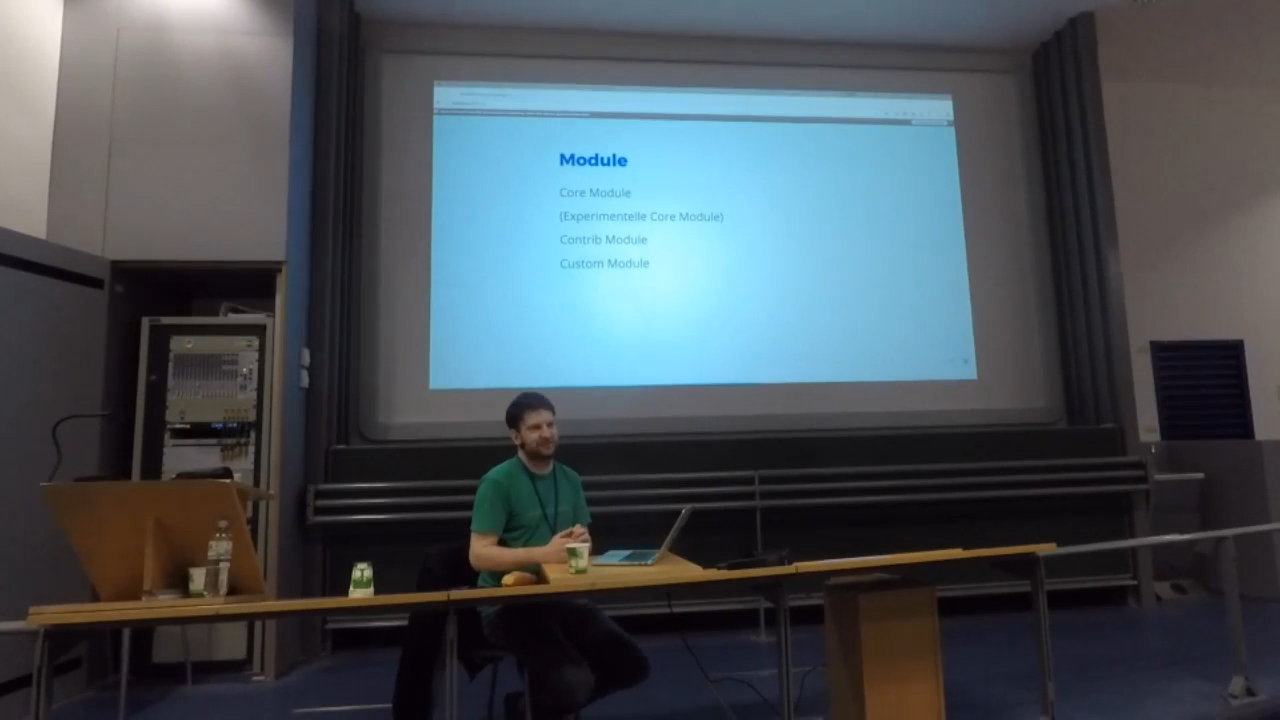 Module
Core Module
(Experimentelle Core Module)
Contrib Module
Custom Module